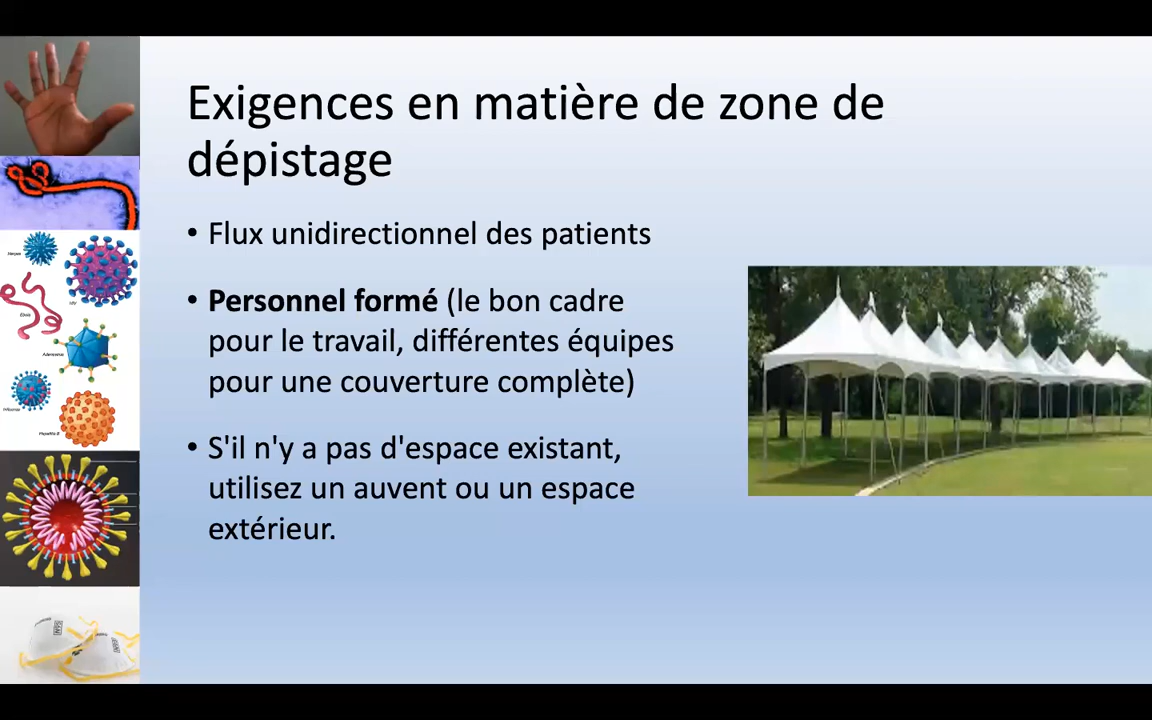 Exigences en matière de zone de
dépistage
• Flux unidirectionnel des patients
• Personnel formé (le bon cadre
pour le travail, différentes équipes
pour une couverture complète)
• S'il n'y a pas d'espace existant,
utilisez un auvent ou un espace
extérieur.